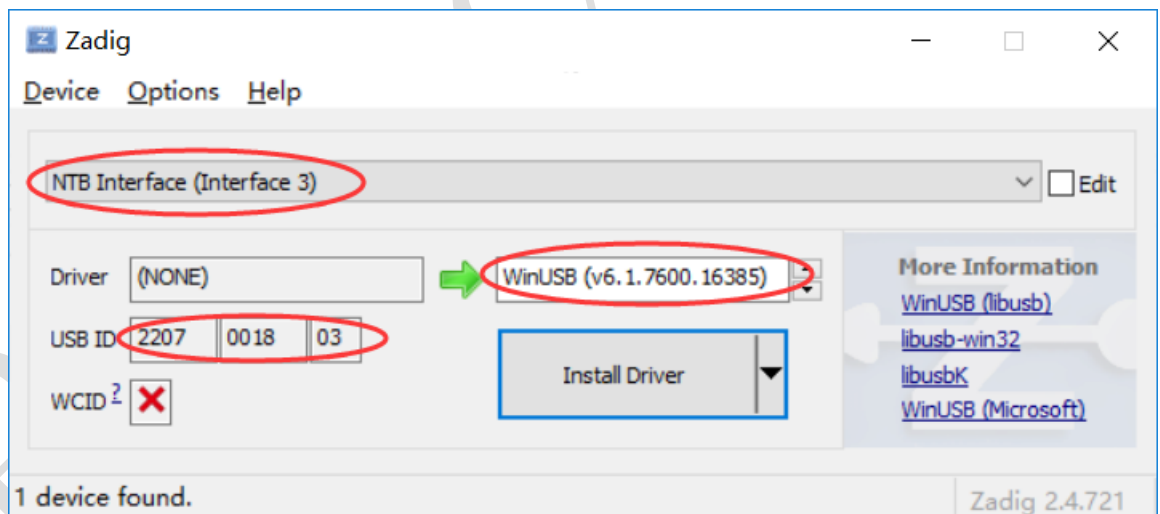 Zadig
Device Options Help
NTB Interface (Interface 3)
Edit
Driver (NONE) WinUSB (v6.1.7600.16385)
USB ID 2207 0018 03
WCID ?
Install Driver
More Information
WinUSB (libusb)
libusb-win32
libusbK
WinUSB (Microsoft)
1 device found.
Zadig 2.4.721